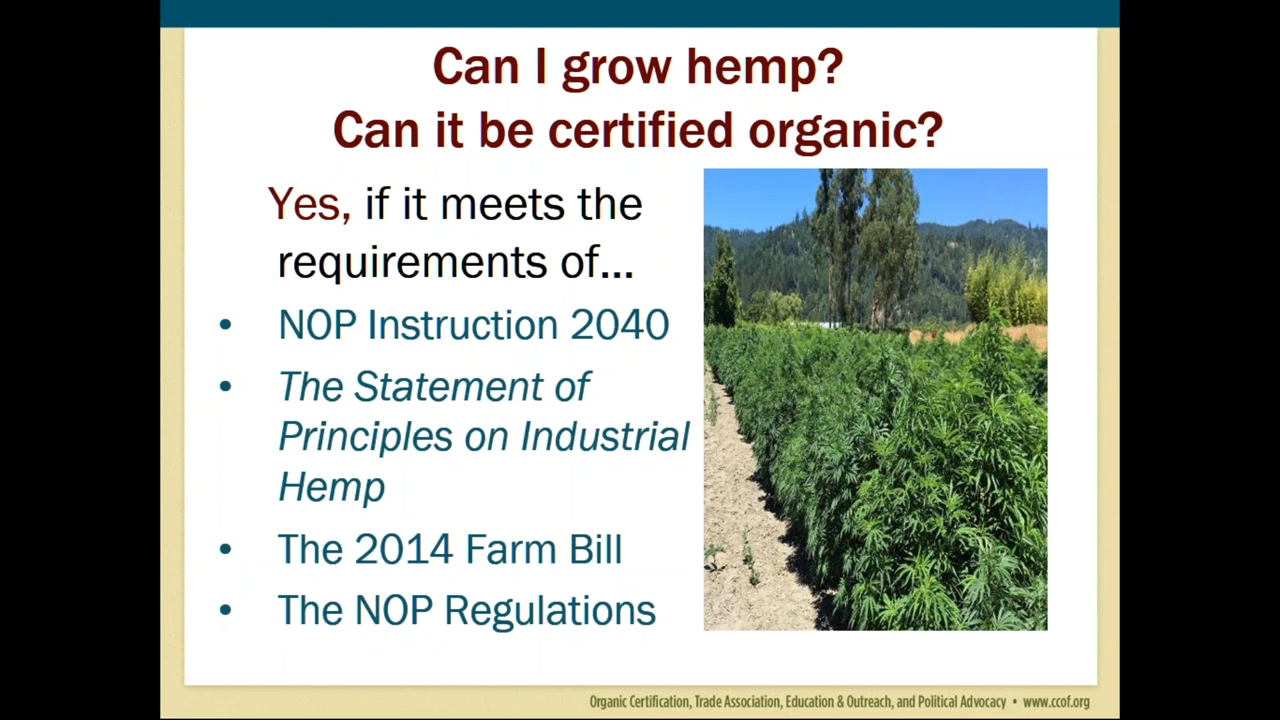 Can I grow hemp?
Can it be certified organic?
Yes, if it meets the
requirements of...
• NOP Instruction 2040
• The Statement of
Principles on Industrial
Hemp
• The 2014 Farm Bill
• The NOP Regulations
Organic Certification, Trade Association, Education & Outreach, and Political Advocacy • www.ccof.org